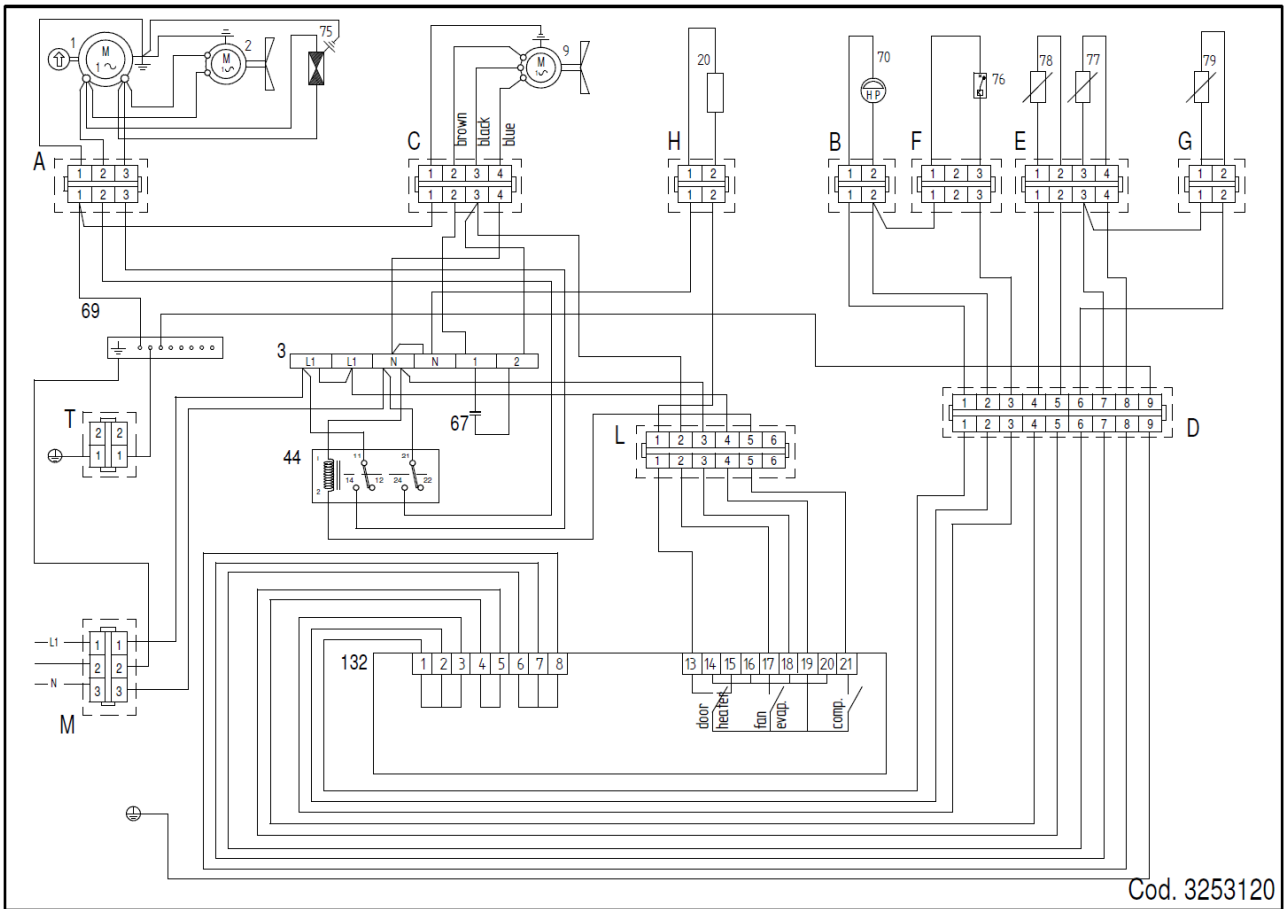 1 M 1~ 2 M 1~ 75 9 M 1~ 20 70 HP 76 78 77 79
brown black blue
A C H B F E G
1 2 3 1 2 3 4 1 2 1 2 1 2 3 1 2 3 4 1 2
1 2 3 1 2 3 4 1 2 1 2 1 2 3 1 2 3 4 1 2
69
3 L1 L1 N N 1 2
T 2 2
1 1
67
1 2 3 4 5 6 7 8 9
1 2 3 4 5 6 7 8 9 D
L 1 2 3 4 5 6
1 2 3 4 5 6
44 1 2 11 14 12 21 24 22
L1 1 1
2 2
N 3 3
M
132 1 2 3 4 5 6 7 8 13 14 15 16 17 18 19 20 21
door heater fan evap. comp.
Cod. 3253120